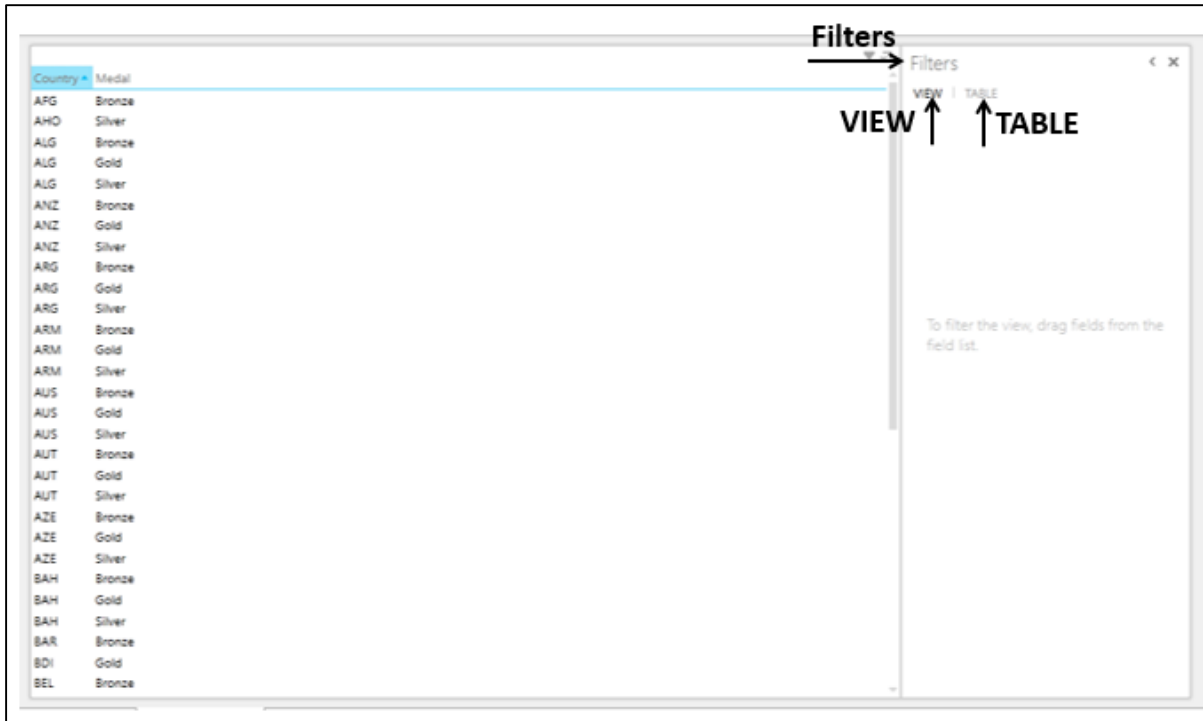 Filters
Filters
Country Medal
VIEW | TABLE
VIEW TABLE
AFG Bronze
AHO Silver
ALG Bronze
ALG Gold
ALG Silver
ANZ Bronze
ANZ Gold
ANZ Silver
ARG Bronze
ARG Gold
ARG Silver
ARM Bronze
ARM Gold
ARM Silver
AUS Bronze
AUS Gold
AUS Silver
AUT Bronze
AUT Gold
AUT Silver
AZE Bronze
AZE Gold
AZE Silver
BAH Bronze
BAH Gold
BAH Silver
BAR Bronze
BDI Gold
BEL Bronze
To filter the view, drag fields from the
field list.